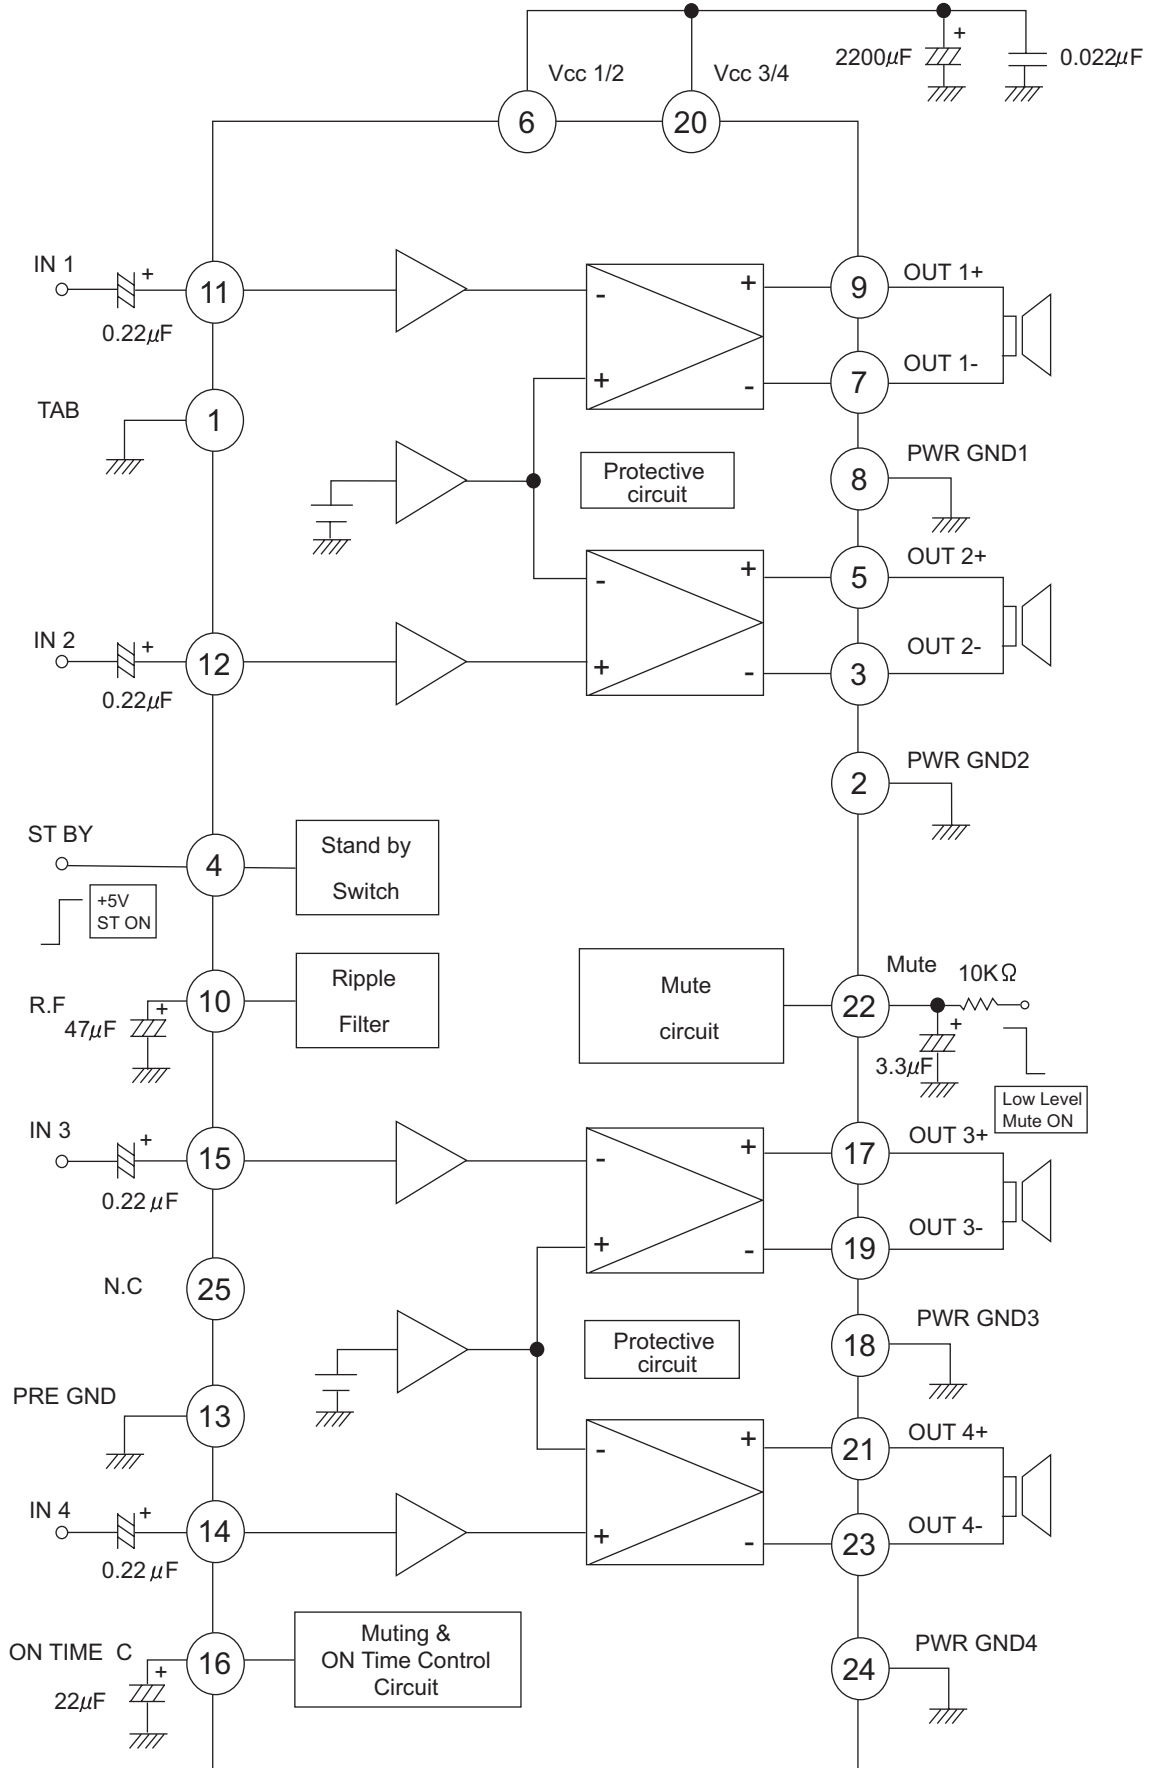 2200μF
+
0.022μF
Vcc 1/2
Vcc 3/4
6
20
IN 1
+
11
0.22μF
-
+
+
-
9
OUT 1+
7
OUT 1-
TAB
1
Protective
circuit
8
PWR GND1
IN 2
+
12
0.22μF
-
+
+
-
5
OUT 2+
3
OUT 2-
2
PWR GND2
ST BY
4
Stand by
Switch
+5V
ST ON
R.F
47μF
+
10
Ripple
Filter
Mute
circuit
22
Mute
10KΩ
+
3.3μF
Low Level
Mute ON
IN 3
+
15
0.22 μF
-
+
+
-
17
OUT 3+
19
OUT 3-
N.C
25
Protective
circuit
18
PWR GND3
PRE GND
13
IN 4
+
14
0.22 μF
-
+
+
-
21
OUT 4+
23
OUT 4-
ON TIME C
+
22μF
16
Muting &
ON Time Control
Circuit
24
PWR GND4